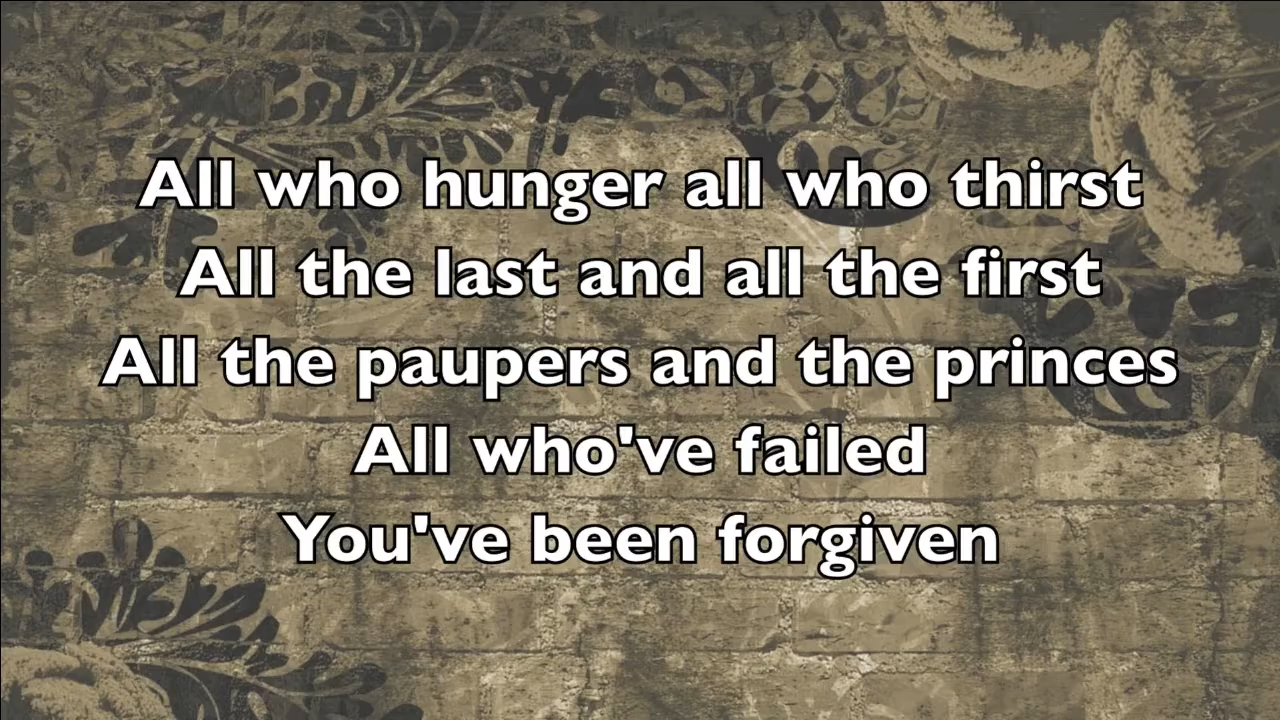 All who hunger all who thirst
All the last and all the first
All the paupers and the princes
All who've failed
You've been forgiven